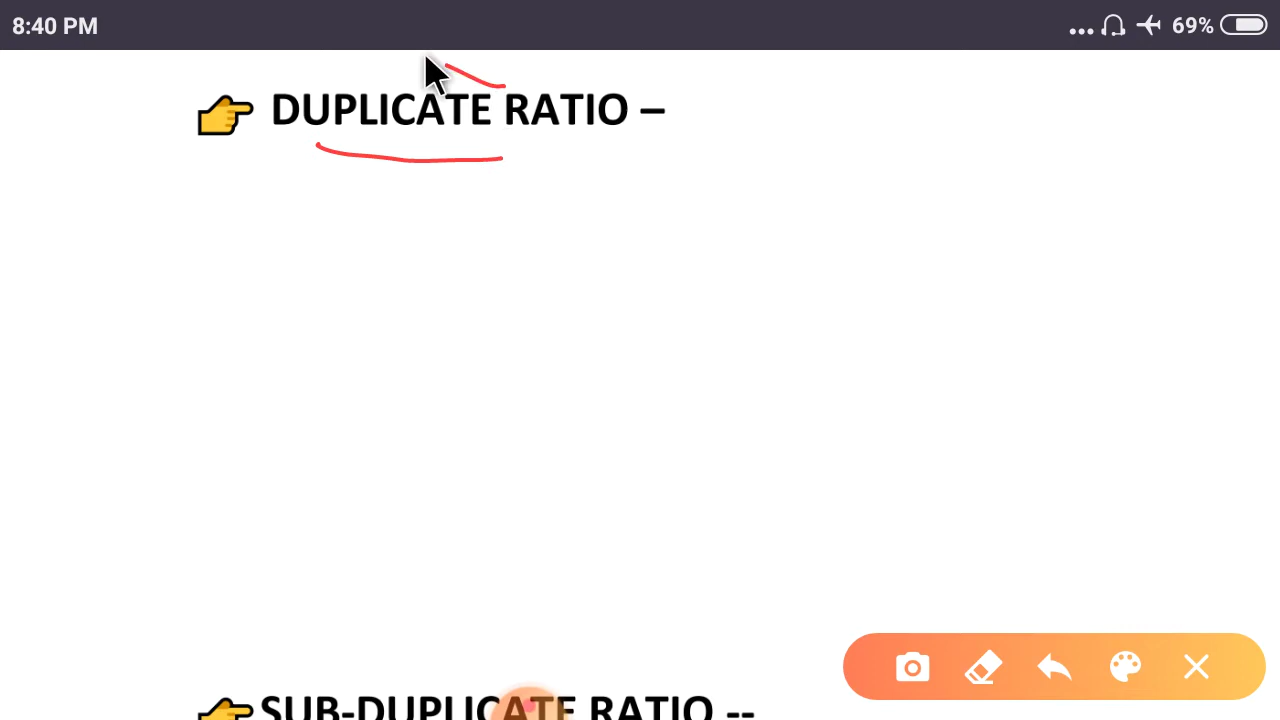 8:40 PM
69%
DUPLICATE RATIO –
SUB-DUPLICATE RATIO --